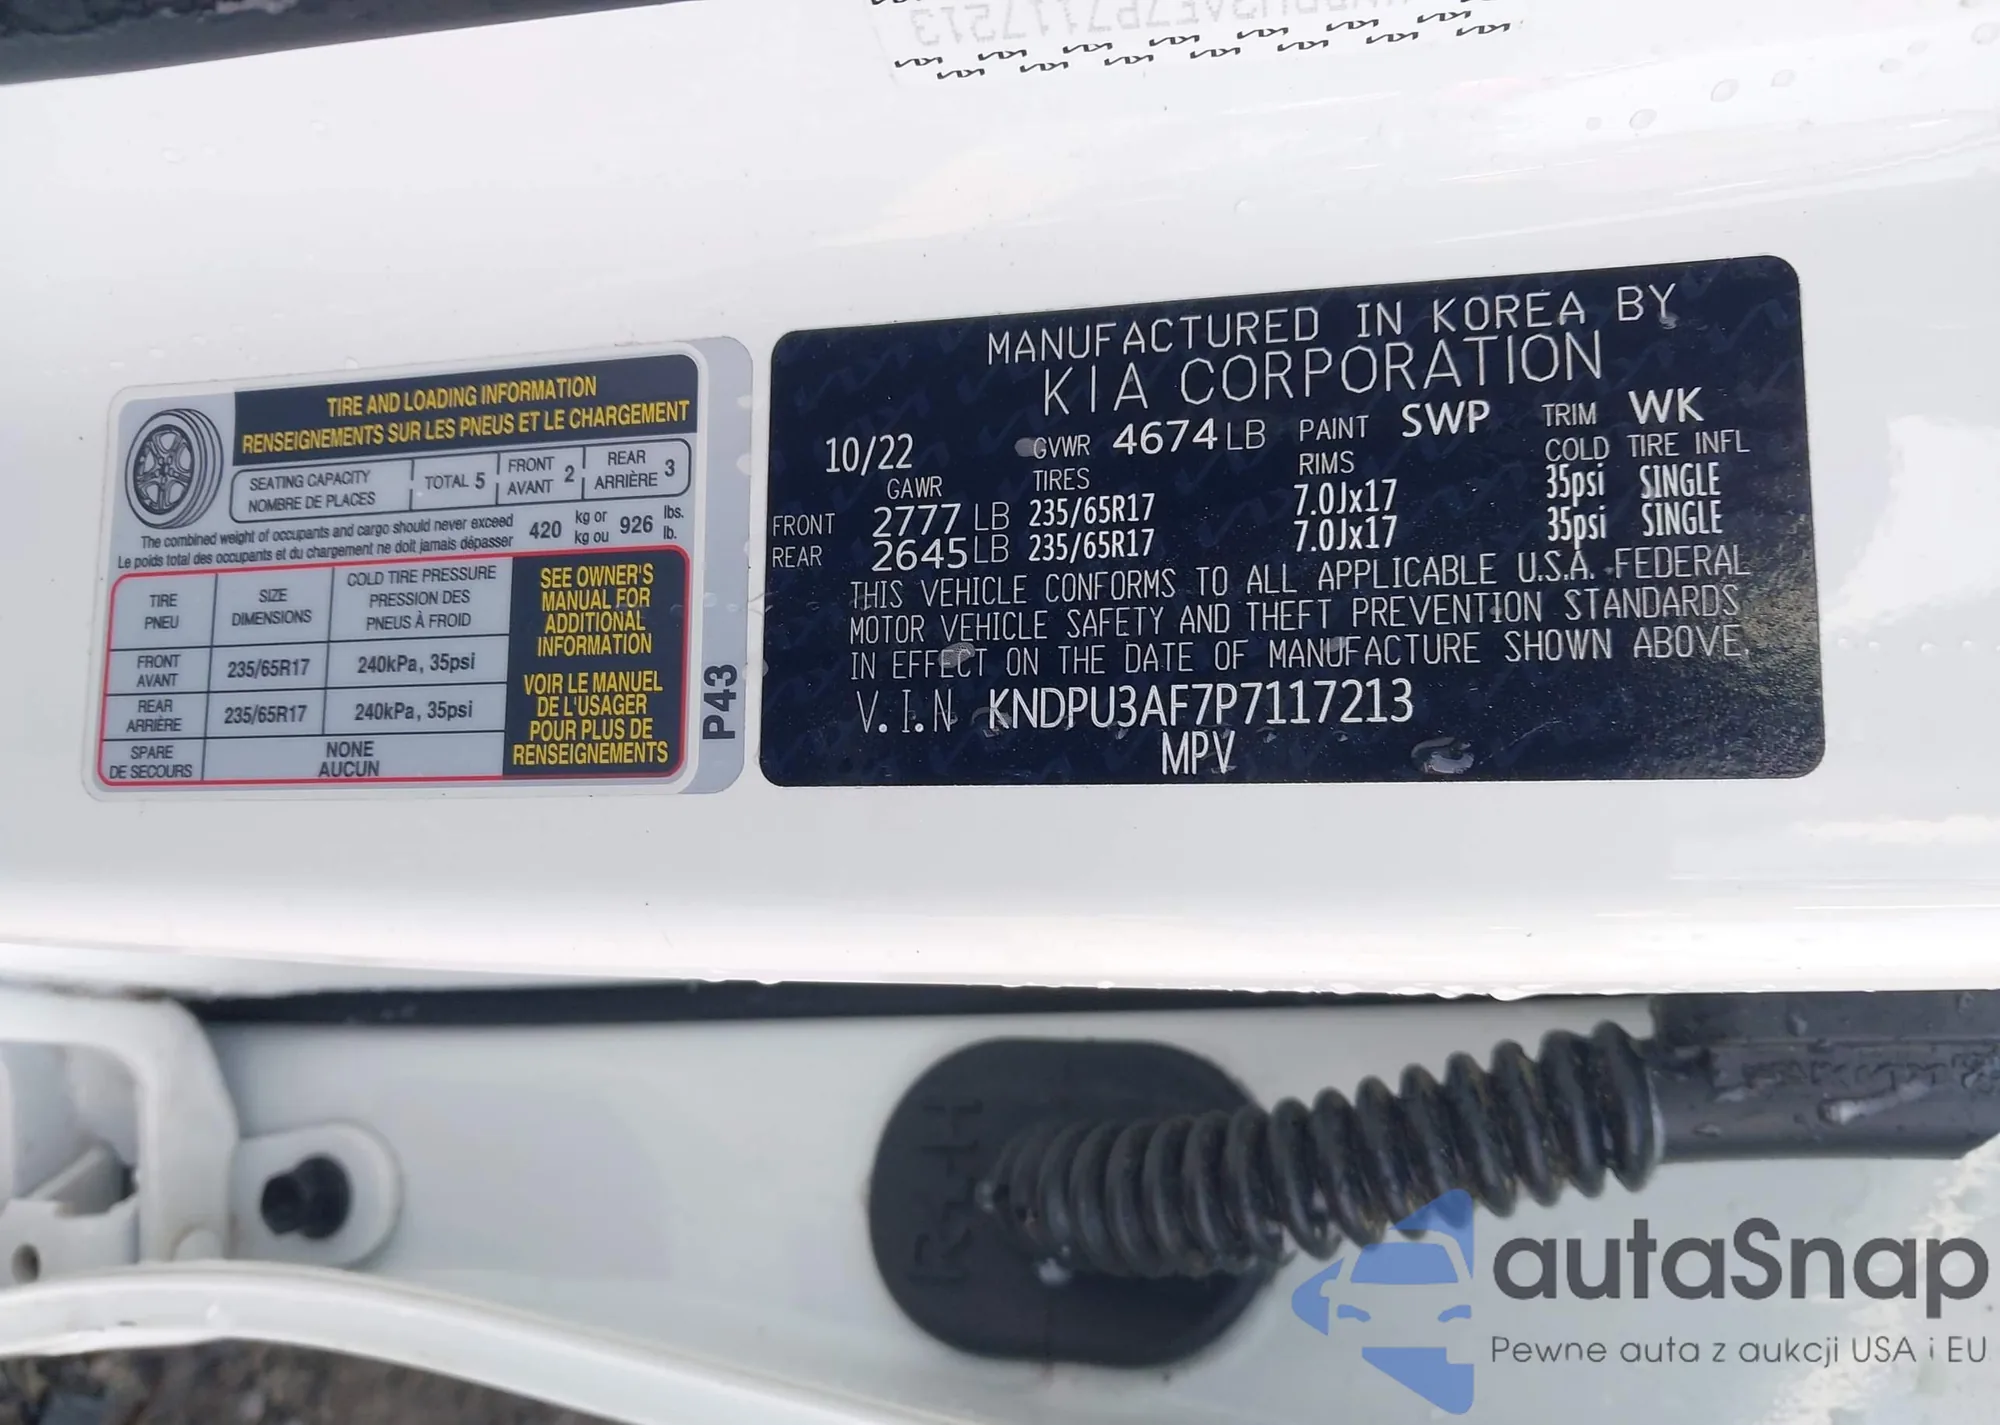 TIRE AND LOADING INFORMATION
RENSEIGNEMENTS SUR LES PNEUS ET LE CHARGEMENT
SEATING CAPACITY
NOMBRE DE PLACES
TOTAL 5
FRONT
AVANT
2
REAR
ARRIÈRE
3
The combined weight of occupants and cargo should never exceed
Le poids total des occupants et du chargement ne doit jamais dépasser
420
kg or
kg ou
926
lbs.
lb.
TIRE
PNEU
SIZE
DIMENSIONS
COLD TIRE PRESSURE
PRESSION DES
PNEUS À FROID
FRONT
AVANT
235/65R17
240kPa, 35psi
REAR
ARRIÈRE
235/65R17
240kPa, 35psi
SPARE
DE SECOURS
NONE
AUCUN
SEE OWNER'S
MANUAL FOR
ADDITIONAL
INFORMATION
VOIR LE MANUEL
DE L'USAGER
POUR PLUS DE
RENSEIGNEMENTS
P43
MANUFACTURED IN KOREA BY
KIA CORPORATION
10/22 GVWR 4674 LB PAINT SWP TRIM WK
GAWR TIRES RIMS COLD TIRE INFL
FRONT 2777 LB 235/65R17 7.0Jx17 35psi SINGLE
REAR 2645 LB 235/65R17 7.0Jx17 35psi SINGLE
THIS VEHICLE CONFORMS TO ALL APPLICABLE U.S.A. FEDERAL
MOTOR VEHICLE SAFETY AND THEFT PREVENTION STANDARDS
IN EFFECT ON THE DATE OF MANUFACTURE SHOWN ABOVE.
V.I.N KNDPU3AF7P7117213
MPV
autaSnap
Pewne auta z aukcji USA i EU